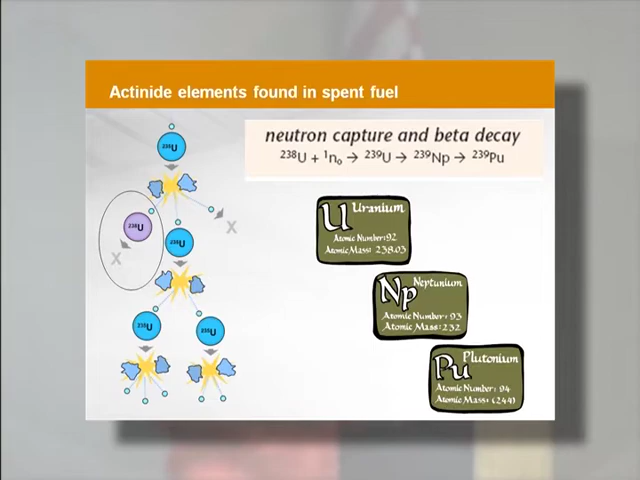 Actinide elements found in spent fuel
neutron capture and beta decay
²³⁸U + ¹n₀ → ²³⁹U → ²³⁹Np → ²³⁹Pu
²³⁵U
²³⁸U
X
X
²³⁵U
²³⁵U
²³⁵U
U Uranium
Atomic Number:92
Atomic Mass: 238.03
Np Neptunium
Atomic Number: 93
Atomic Mass:232
Pu Plutonium
Atomic Number: 94
Atomic Mass: (244)